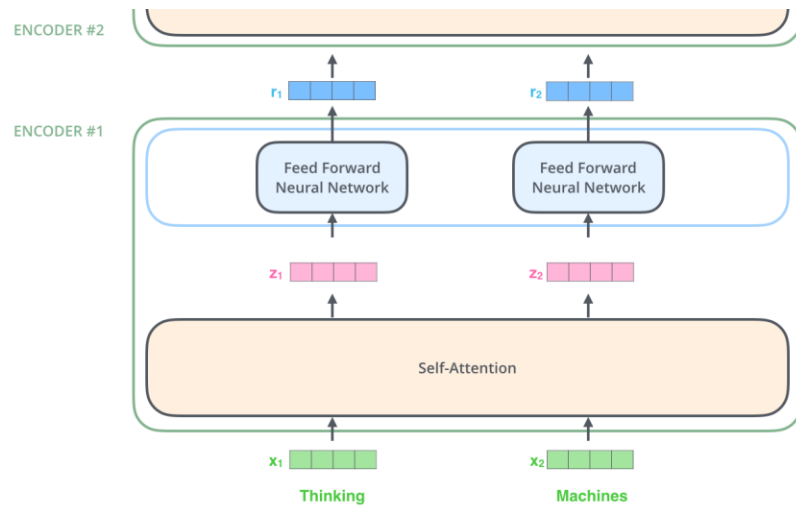 ENCODER #2
r1
r2
ENCODER #1
Feed Forward
Neural Network
Feed Forward
Neural Network
z1
z2
Self-Attention
x1
x2
Thinking
Machines